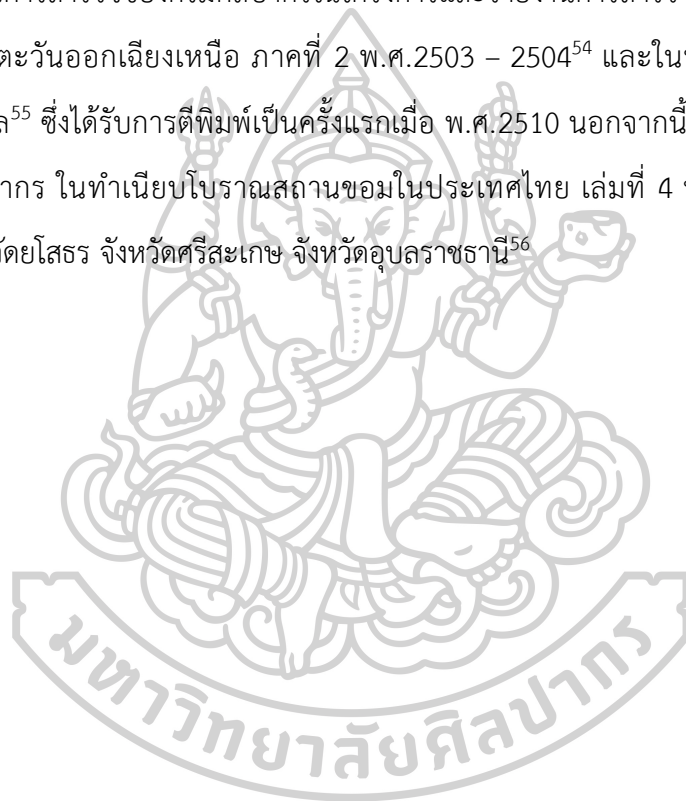 ตะวันออกเฉียงเหนือ ภาคที่ 2 พ.ศ.2503 – 2504⁵⁴ และใน
ล⁵⁵ ซึ่งได้รับการตีพิมพ์เป็นครั้งแรกเมื่อ พ.ศ.2510 นอกจากนี้
ากร ในทำเนียบโบราณสถานขอมในประเทศไทย เล่มที่ 4
ัดยโสธร จังหวัดศรีสะเกษ จังหวัดอุบลราชธานี⁵⁶
มหาวิทยาลัยศิลปากร